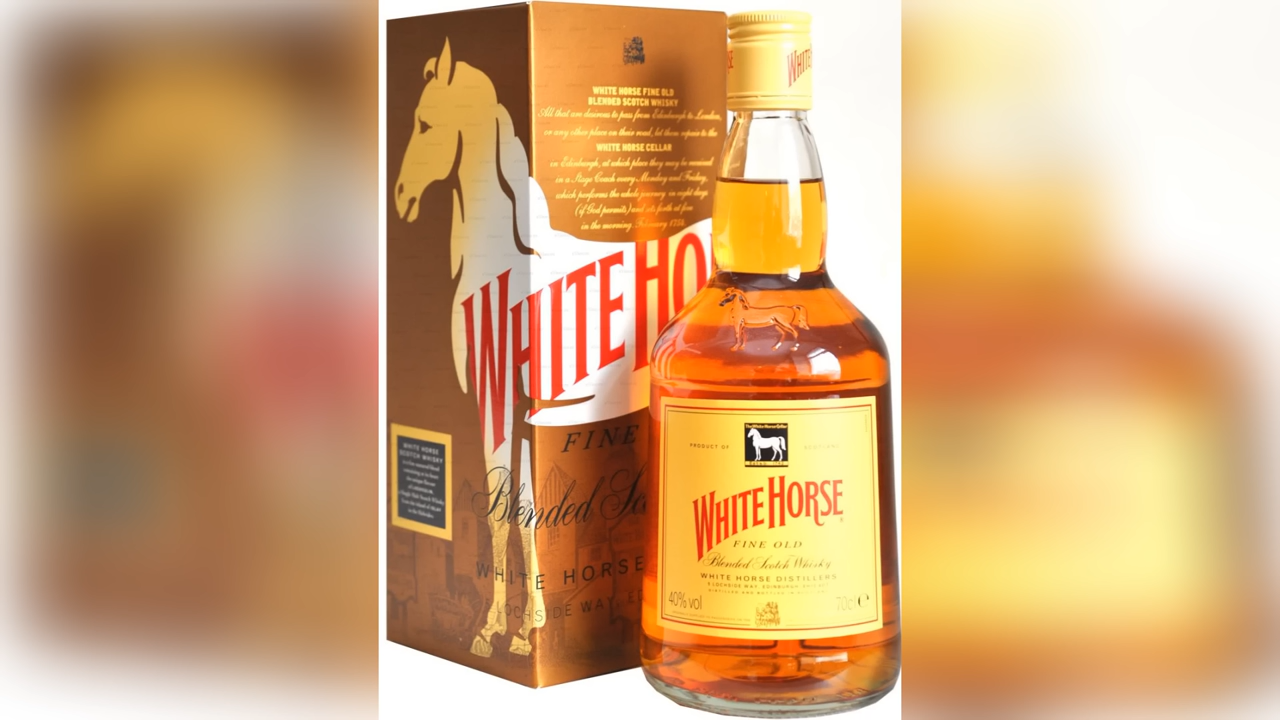 WHITE HORSE FINE OLD
BLENDED SCOTCH WHISKY
All that are desirous to pass from Edinburgh to London,
or any other place on their road, let them repair to the
WHITE HORSE CELLAR
in Edinburgh, at which place they may be received
in a Stage Coach every Monday and Friday,
which performs the whole journey in eight days
(if God permits) and sets forth at five
in the morning. February 1754.
WHITE HO
FINE
Blended Sc
WHITE HORSE
LOCHSIDE WAY, ED
WHITE HORSE
SCOTCH WHISKY
WHITE
PRODUCT OF
WHITE HORSE
FINE OLD
Blended Scotch Whisky
WHITE HORSE DISTILLERS
40% vol
70cl e